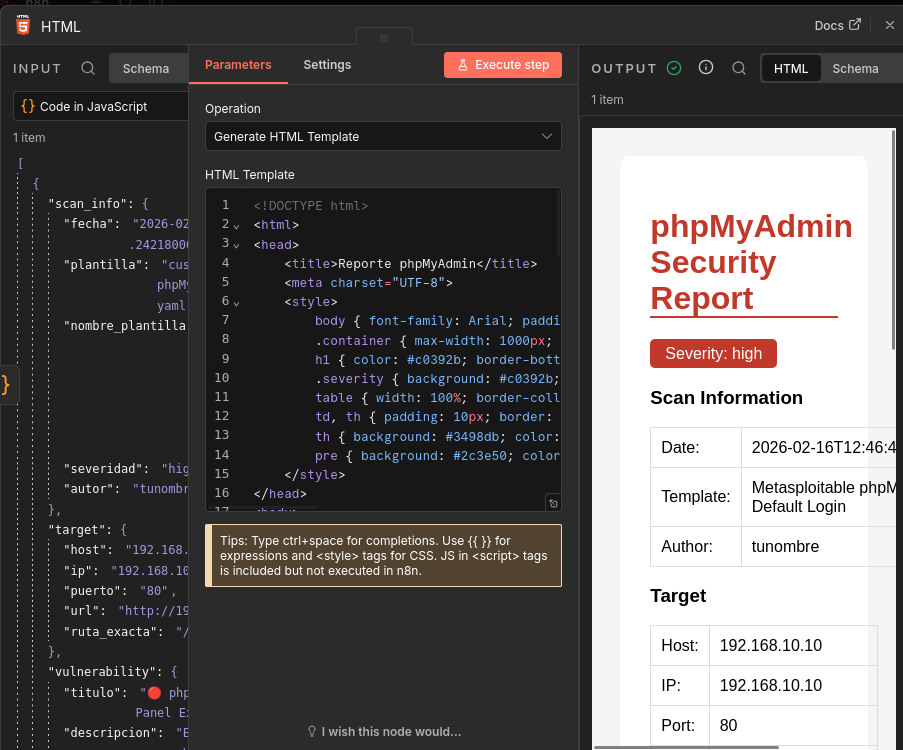 HTML
Docs
INPUT
Schema
Parameters
Settings
Execute step
OUTPUT
HTML
Schema
{} Code in JavaScript
1 item
[
{
"scan_info": {
"fecha": "2026-02
.24218000
"plantilla": "cus
phpMy
yaml
"nombre_plantilla
"severidad": "hig
"autor": "tunombr
},
"target": {
"host": "192.168.
"ip": "192.168.10
"puerto": "80",
"url": "http://19
"ruta_exacta": "/
},
"vulnerability": {
"titulo": "🔴 php
Panel Ex
"descripcion": "E
}
Operation
Generate HTML Template
HTML Template
1 <!DOCTYPE html>
2 <html>
3 <head>
4 <title>Reporte phpMyAdmin</title>
5 <meta charset="UTF-8">
6 <style>
7 body { font-family: Arial; paddi
8 .container { max-width: 1000px;
9 h1 { color: #c0392b; border-bott
10 .severity { background: #c0392b;
11 table { width: 100%; border-coll
12 td, th { padding: 10px; border:
13 th { background: #3498db; color:
14 pre { background: #2c3e50; color
15 </style>
16 </head>
17 <body>
Tips: Type ctrl+space for completions. Use {{ }} for
expressions and <style> tags for CSS. JS in <script> tags
is included but not executed in n8n.
I wish this node would...
1 item
phpMyAdmin
Security
Report
Severity: high
Scan Information
Date: 2026-02-16T12:46:4
Template: Metasploitable phpM
Default Login
Author: tunombre
Target
Host: 192.168.10.10
IP: 192.168.10.10
Port: 80